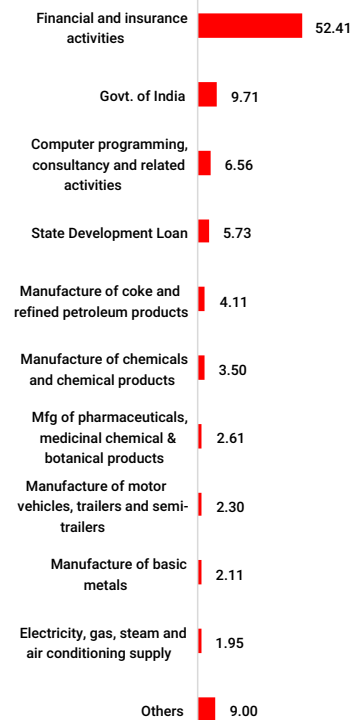 Financial and insurance
activities
52.41
Govt. of India
9.71
Computer programming,
consultancy and related
activities
6.56
State Development Loan
5.73
Manufacture of coke and
refined petroleum products
4.11
Manufacture of chemicals
and chemical products
3.50
Mfg of pharmaceuticals,
medicinal chemical &
botanical products
2.61
Manufacture of motor
vehicles, trailers and semi-
trailers
2.30
Manufacture of basic
metals
2.11
Electricity, gas, steam and
air conditioning supply
1.95
Others
9.00